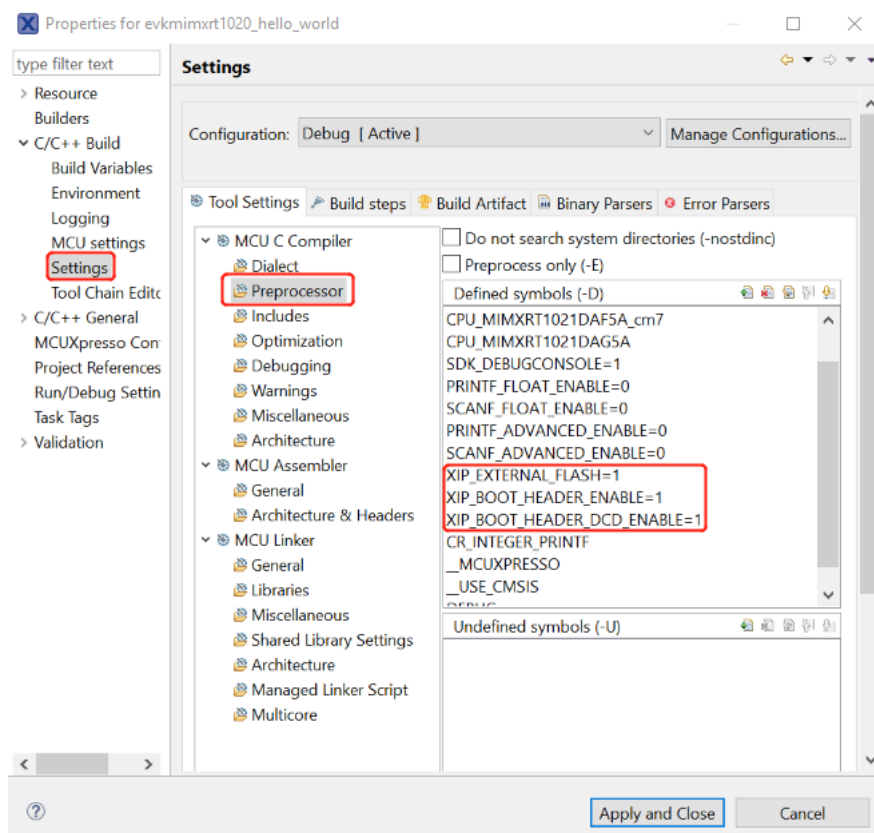 Properties for evkmimxrt1020_hello_world
type filter text
Resource
Builders
C/C++ Build
Build Variables
Environment
Logging
MCU settings
Settings
Tool Chain Edito
C/C++ General
MCUXpresso Con
Project References
Run/Debug Settin
Task Tags
Validation
Settings
Configuration: Debug [ Active ] Manage Configurations...
Tool Settings Build steps Build Artifact Binary Parsers Error Parsers
MCU C Compiler
Dialect
Preprocessor
Includes
Optimization
Debugging
Warnings
Miscellaneous
Architecture
MCU Assembler
General
Architecture & Headers
MCU Linker
General
Libraries
Miscellaneous
Shared Library Settings
Architecture
Managed Linker Script
Multicore
Do not search system directories (-nostdinc)
Preprocess only (-E)
Defined symbols (-D)
CPU_MIMXRT1021DAF5A_cm7
CPU_MIMXRT1021DAG5A
SDK_DEBUGCONSOLE=1
PRINTF_FLOAT_ENABLE=0
SCANF_FLOAT_ENABLE=0
PRINTF_ADVANCED_ENABLE=0
SCANF_ADVANCED_ENABLE=0
XIP_EXTERNAL_FLASH=1
XIP_BOOT_HEADER_ENABLE=1
XIP_BOOT_HEADER_DCD_ENABLE=1
CR_INTEGER_PRINTF
__MCUXPRESSO
__USE_CMSIS
Undefined symbols (-U)
Apply and Close Cancel